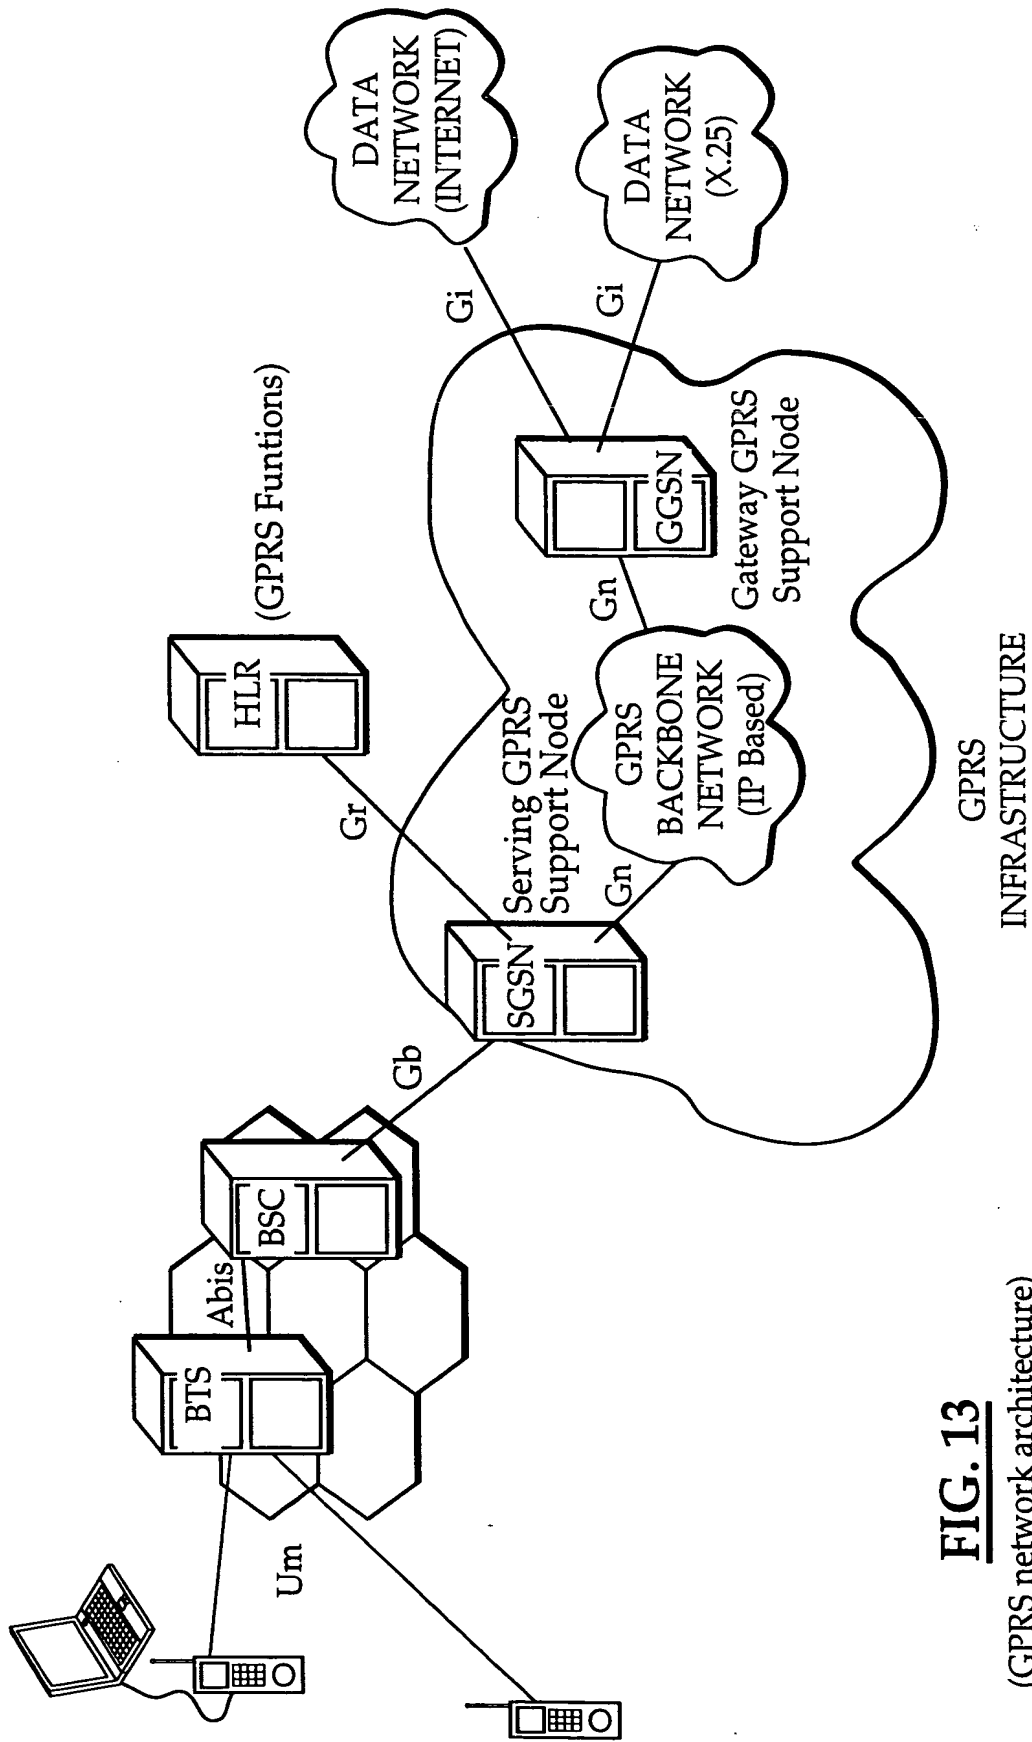 DATA
NETWORK
(INTERNET)
DATA
NETWORK
(X.25)
Gi
Gi
(GPRS Funtions)
HLR
GGSN
Gateway GPRS
Support Node
Gn
GPRS
BACKBONE
NETWORK
(IP Based)
Gr
Serving GPRS
Support Node
Gn
SGSN
Gb
BSC
Abis
BTS
Um
GPRS
INFRASTRUCTURE
FIG. 13
(GPRS network architecture)